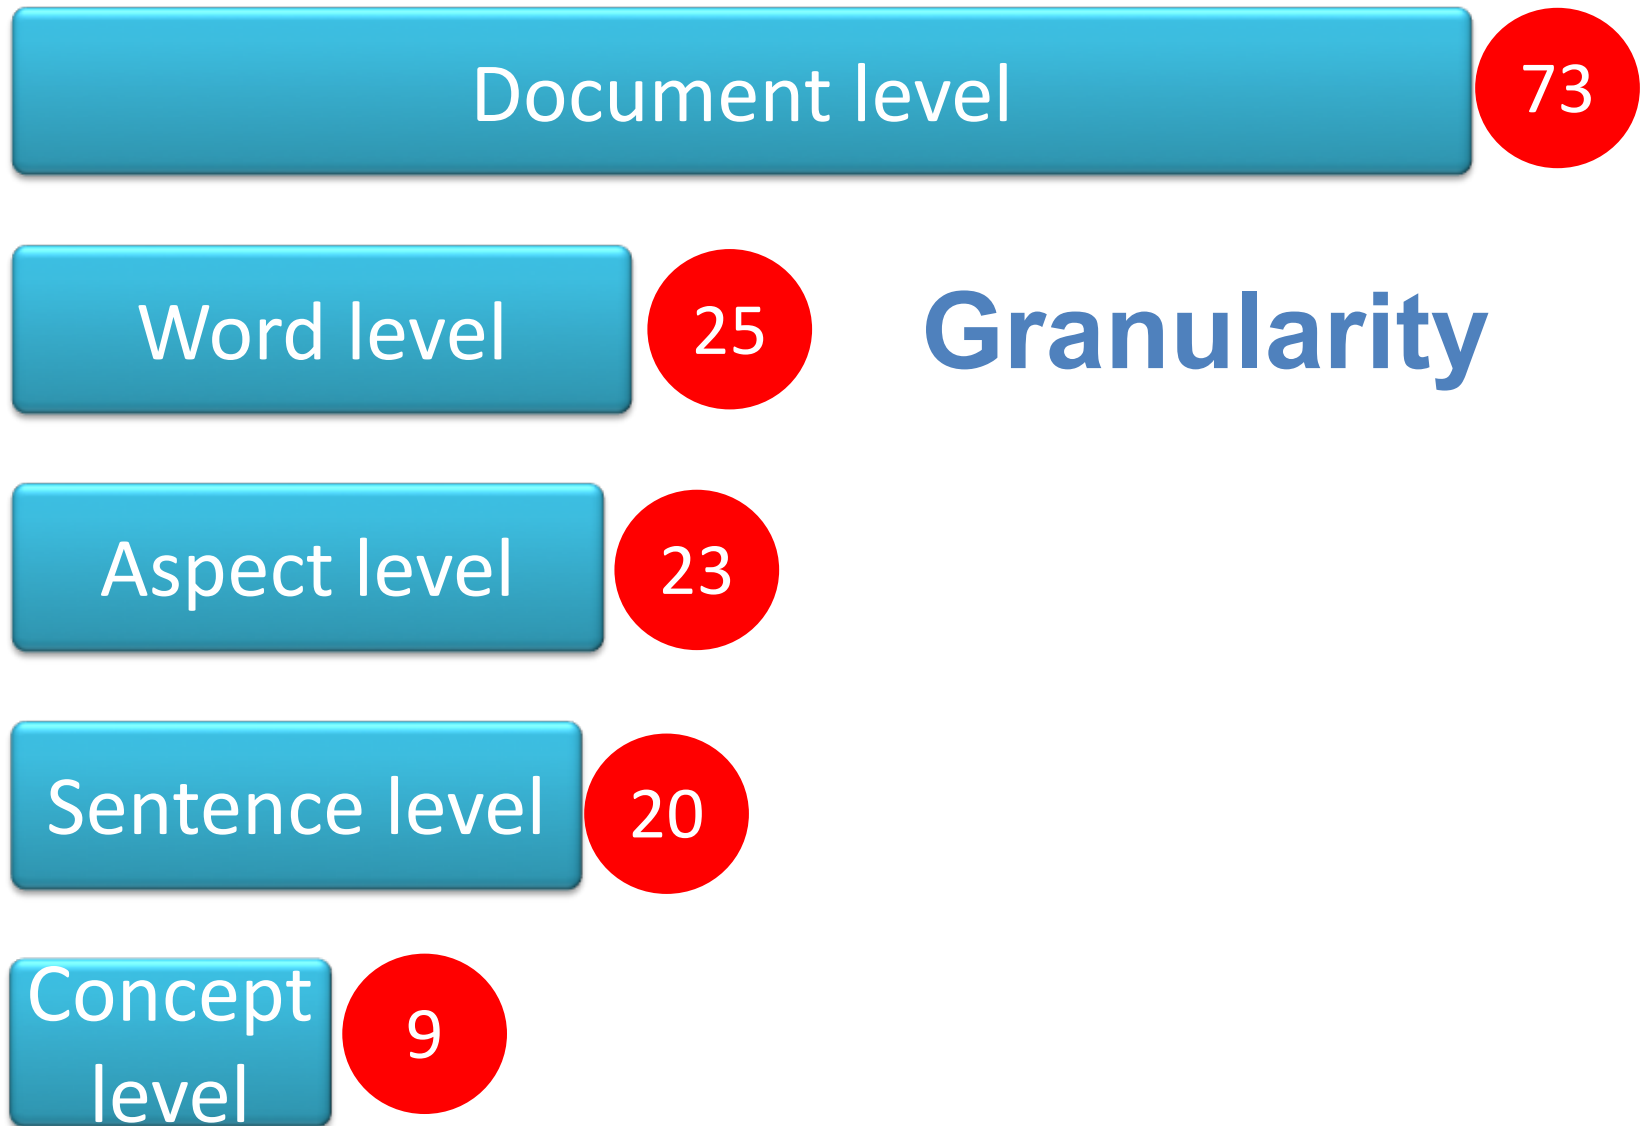 Document level
73
Word level
25
Granularity
Aspect level
23
Sentence level
20
Concept
level
9